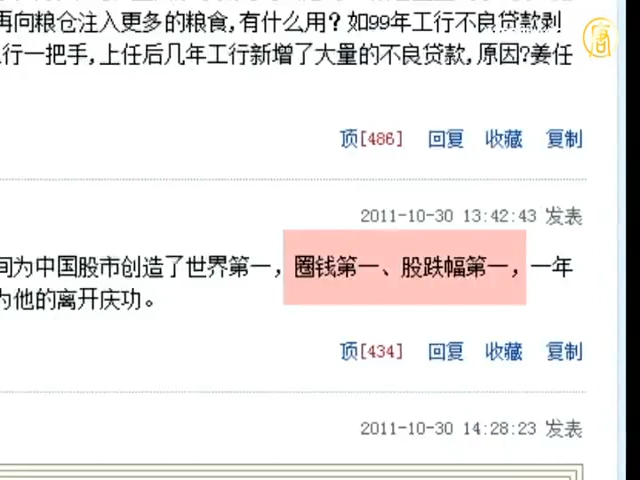 再向粮仓注入更多的粮食,有什么用？如99年工行不良贷款剥
行一把手,上任后几年工行新增了大量的不良贷款,原因?姜任
顶[486] 回复 收藏 复制
2011-10-30 13:42:43 发表
间为中国股市创造了世界第一，圈钱第一、股跌幅第一，一年
为他的离开庆功。
顶[434] 回复 收藏 复制
2011-10-30 14:28:23 发表